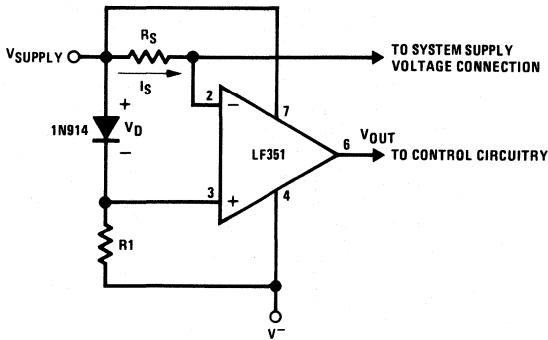 RS
VSUPPLY
TO SYSTEM SUPPLY
VOLTAGE CONNECTION
IS
2
−
7
+
1N914
VD
−
LF351
VOUT
6
TO CONTROL CIRCUITRY
3
+
4
R1
V−